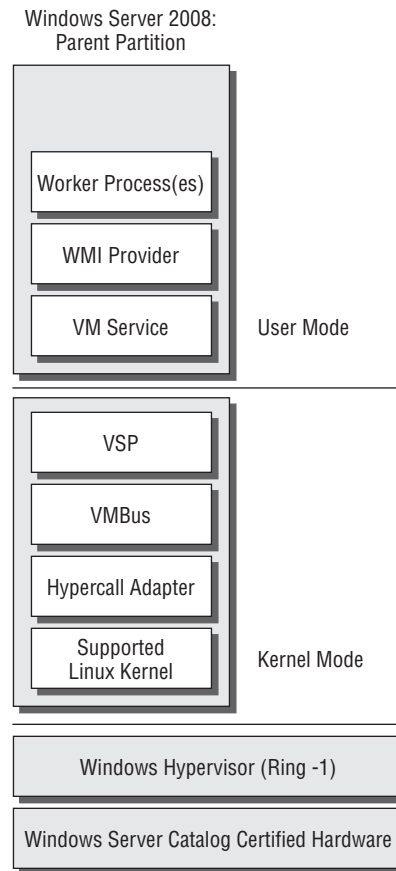 Windows Server 2008:
Parent Partition
Worker Process(es)
WMI Provider
VM Service
User Mode
VSP
VMBus
Hypercall Adapter
Supported
Linux Kernel
Kernel Mode
Windows Hypervisor (Ring -1)
Windows Server Catalog Certified Hardware